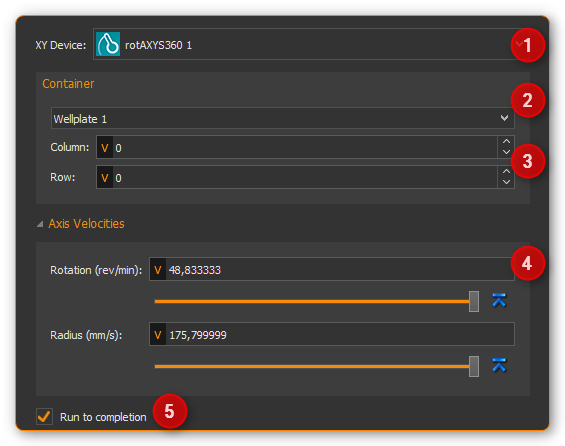 XY Device: rotAXYS360 1 1
Container
2
Wellplate 1
Column: V 0
3
Row: V 0
Axis Velocities
Rotation (rev/min): V 48,833333 4
Radius (mm/s): V 175,799999
Run to completion 5